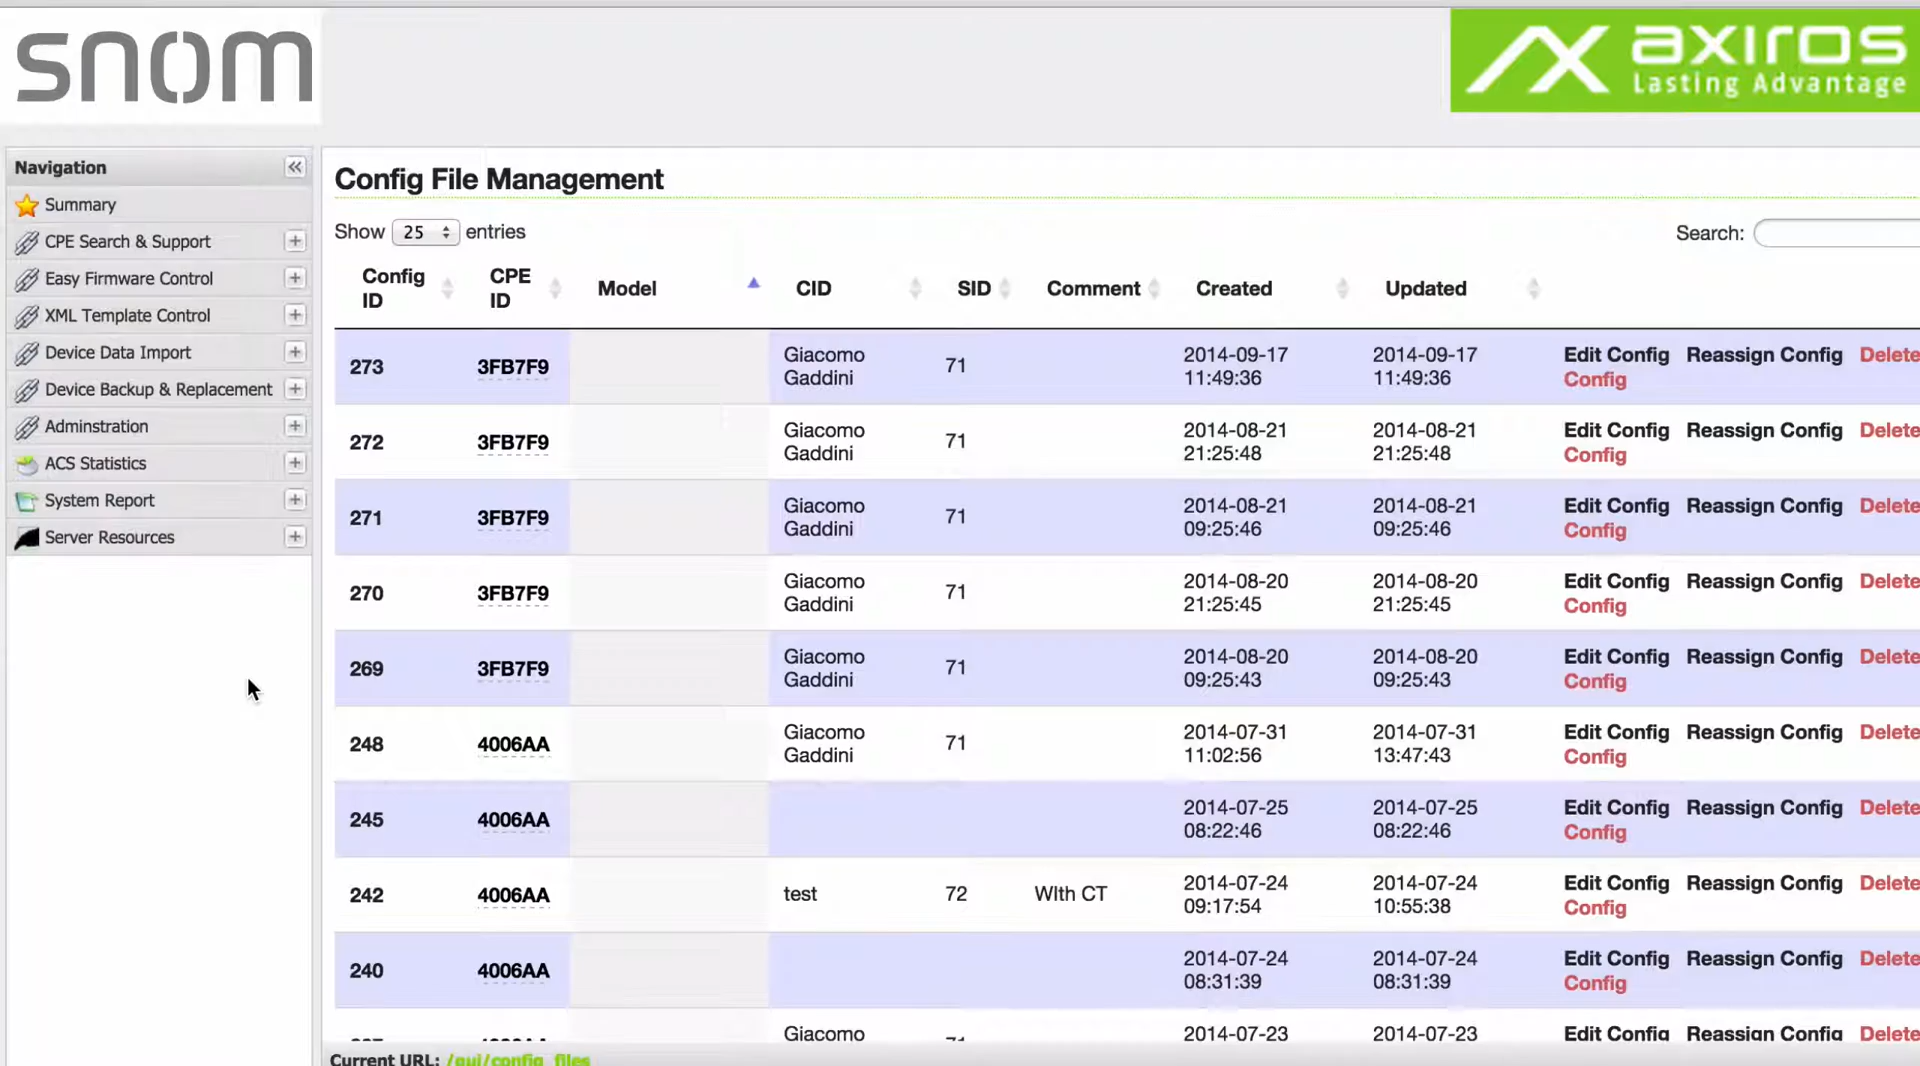 snom
axiros
Lasting Advantage
Navigation
Summary
CPE Search & Support
Easy Firmware Control
XML Template Control
Device Data Import
Device Backup & Replacement
Adminstration
ACS Statistics
System Report
Server Resources
Config File Management
Show 25 entries
Search:
Config ID CPE ID Model CID SID Comment Created Updated
273 3FB7F9 Giacomo Gaddini 71 2014-09-17 11:49:36 2014-09-17 11:49:36 Edit Config Reassign Config Delete Config
272 3FB7F9 Giacomo Gaddini 71 2014-08-21 21:25:48 2014-08-21 21:25:48 Edit Config Reassign Config Delete Config
271 3FB7F9 Giacomo Gaddini 71 2014-08-21 09:25:46 2014-08-21 09:25:46 Edit Config Reassign Config Delete Config
270 3FB7F9 Giacomo Gaddini 71 2014-08-20 21:25:45 2014-08-20 21:25:45 Edit Config Reassign Config Delete Config
269 3FB7F9 Giacomo Gaddini 71 2014-08-20 09:25:43 2014-08-20 09:25:43 Edit Config Reassign Config Delete Config
248 4006AA Giacomo Gaddini 71 2014-07-31 11:02:56 2014-07-31 13:47:43 Edit Config Reassign Config Delete Config
245 4006AA 2014-07-25 08:22:46 2014-07-25 08:22:46 Edit Config Reassign Config Delete Config
242 4006AA test 72 WIth CT 2014-07-24 09:17:54 2014-07-24 10:55:38 Edit Config Reassign Config Delete Config
240 4006AA 2014-07-24 08:31:39 2014-07-24 08:31:39 Edit Config Reassign Config Delete Config
Giacomo 2014-07-23 2014-07-23 Edit Config Reassign Config Delete
Current URL: /gui/config_files